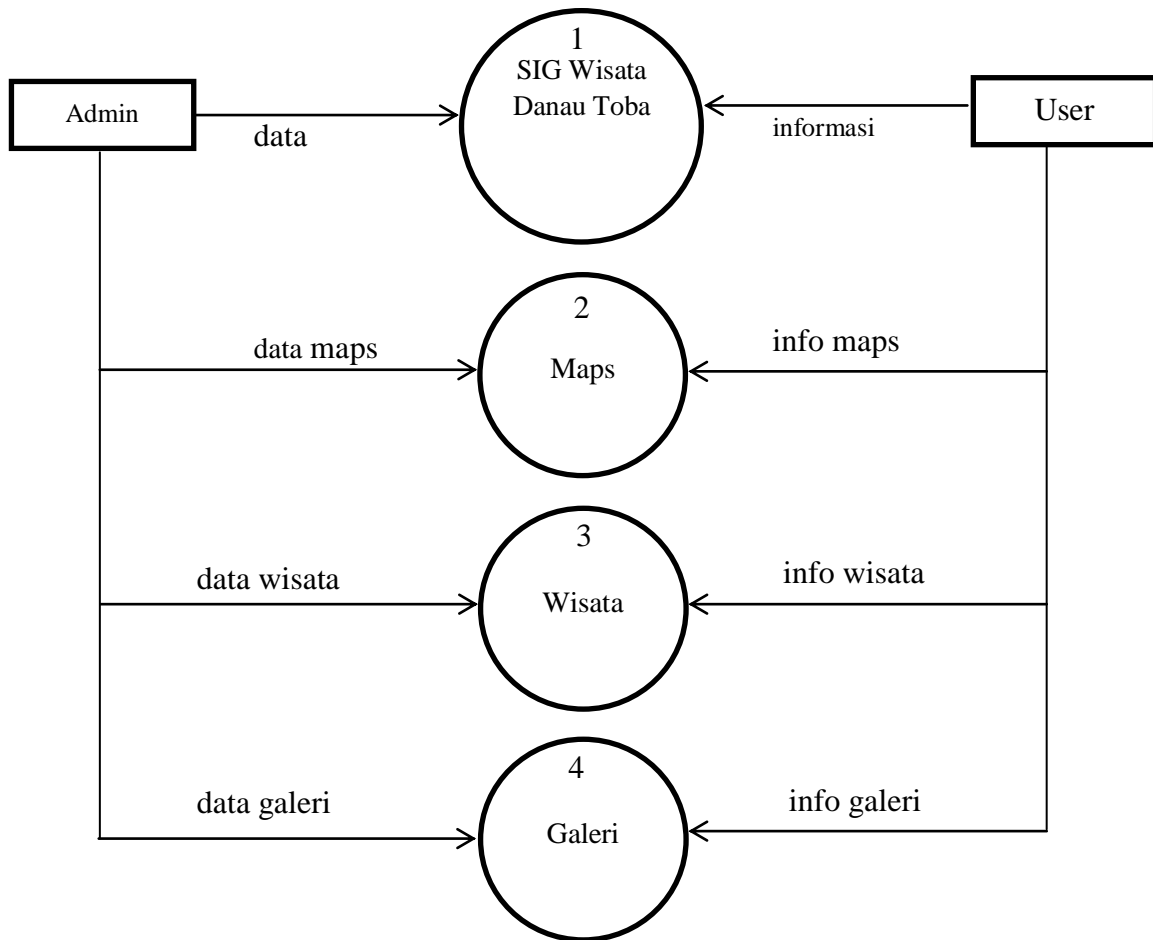 1
SIG Wisata
Danau Toba
Admin
User
data
informasi
2
Maps
data maps
info maps
3
Wisata
data wisata
info wisata
4
Galeri
data galeri
info galeri